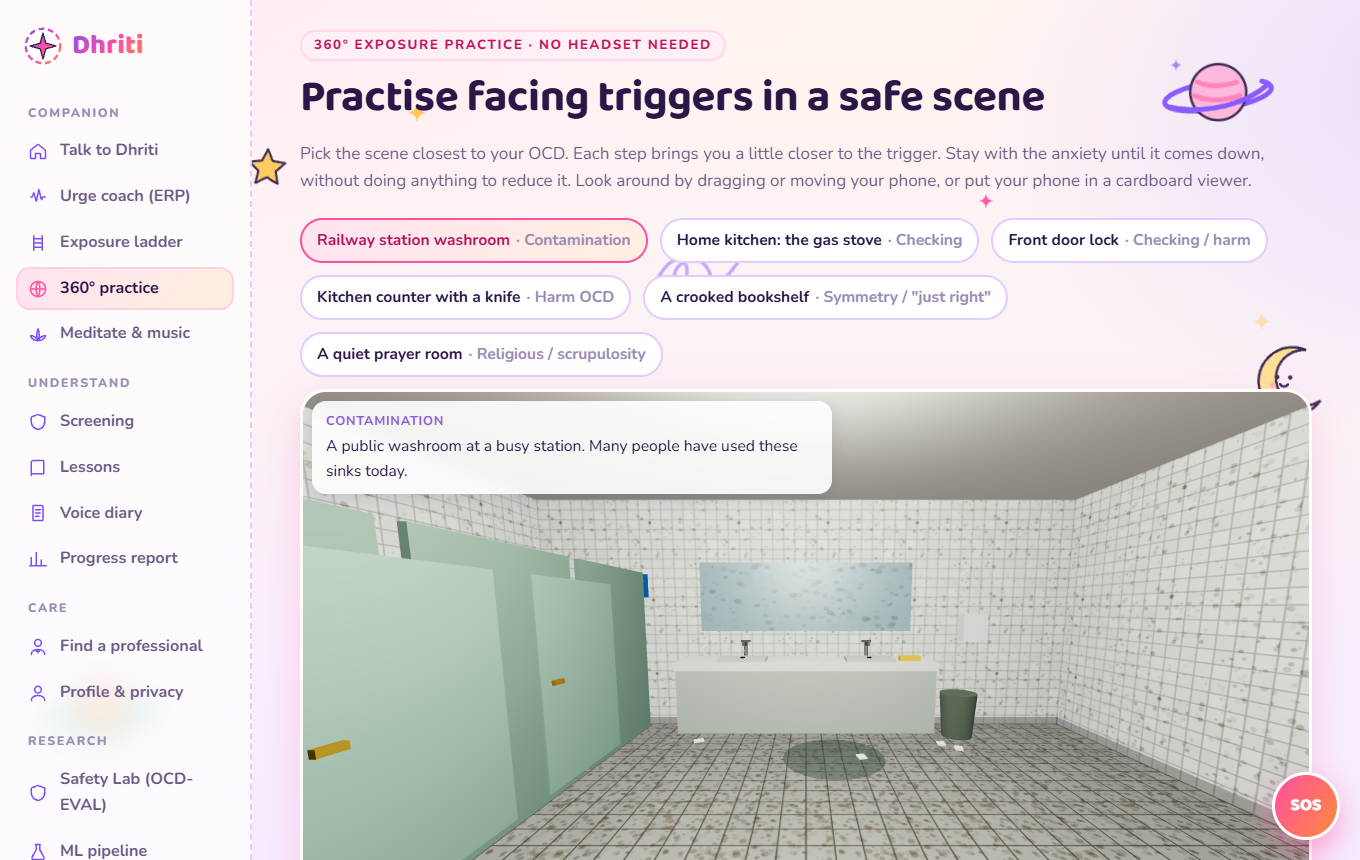 Dhriti
COMPANION
Talk to Dhriti
Urge coach (ERP)
Exposure ladder
360° practice
Meditate & music
UNDERSTAND
Screening
Lessons
Voice diary
Progress report
CARE
Find a professional
Profile & privacy
RESEARCH
Safety Lab (OCD-
EVAL)
ML pipeline
360° EXPOSURE PRACTICE · NO HEADSET NEEDED
Practise facing triggers in a safe scene
Pick the scene closest to your OCD. Each step brings you a little closer to the trigger. Stay with the anxiety until it comes down,
without doing anything to reduce it. Look around by dragging or moving your phone, or put your phone in a cardboard viewer.
Railway station washroom · Contamination
Home kitchen: the gas stove · Checking
Front door lock · Checking / harm
Kitchen counter with a knife · Harm OCD
A crooked bookshelf · Symmetry / "just right"
A quiet prayer room · Religious / scrupulosity
CONTAMINATION
A public washroom at a busy station. Many people have used these
sinks today.
SOS